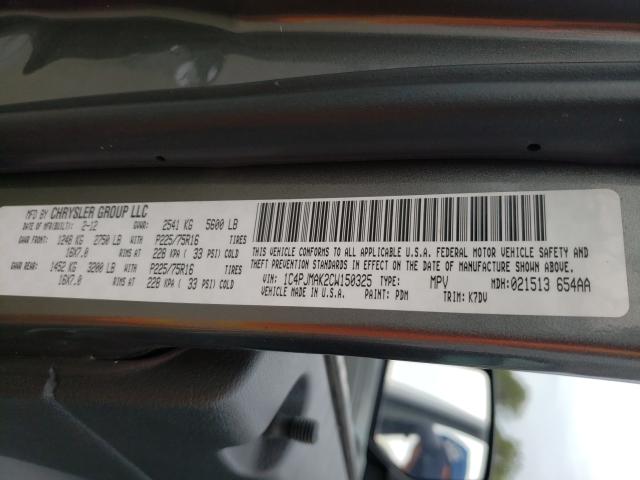 MFD BY CHRYSLER GROUP LLC
DATE OF MFG(BUILT): 2-12 GVWR: 2541 KG 5600 LB
GAWR FRONT: 1248 KG 2750 LB P225/75R16 TIRES
16X7.0 RIMS AT 228 KPA ( 33 PSI) COLD
GAWR REAR: 1452 KG 3200 LB P225/75R16 TIRES
16X7.0 RIMS AT 228 KPA ( 33 PSI) COLD
THIS VEHICLE CONFORMS TO ALL APPLICABLE U.S.A. FEDERAL MOTOR VEHICLE SAFETY AND
THEFT PREVENTION STANDARDS IN EFFECT ON THE DATE OF MANUFACTURE SHOWN ABOVE.
VIN: 1C4PJMAK2CW150325 TYPE: MPV MDH:021513 654AA
VEHICLE MADE IN U.S.A. PAINT: PDM TRIM: K7DV